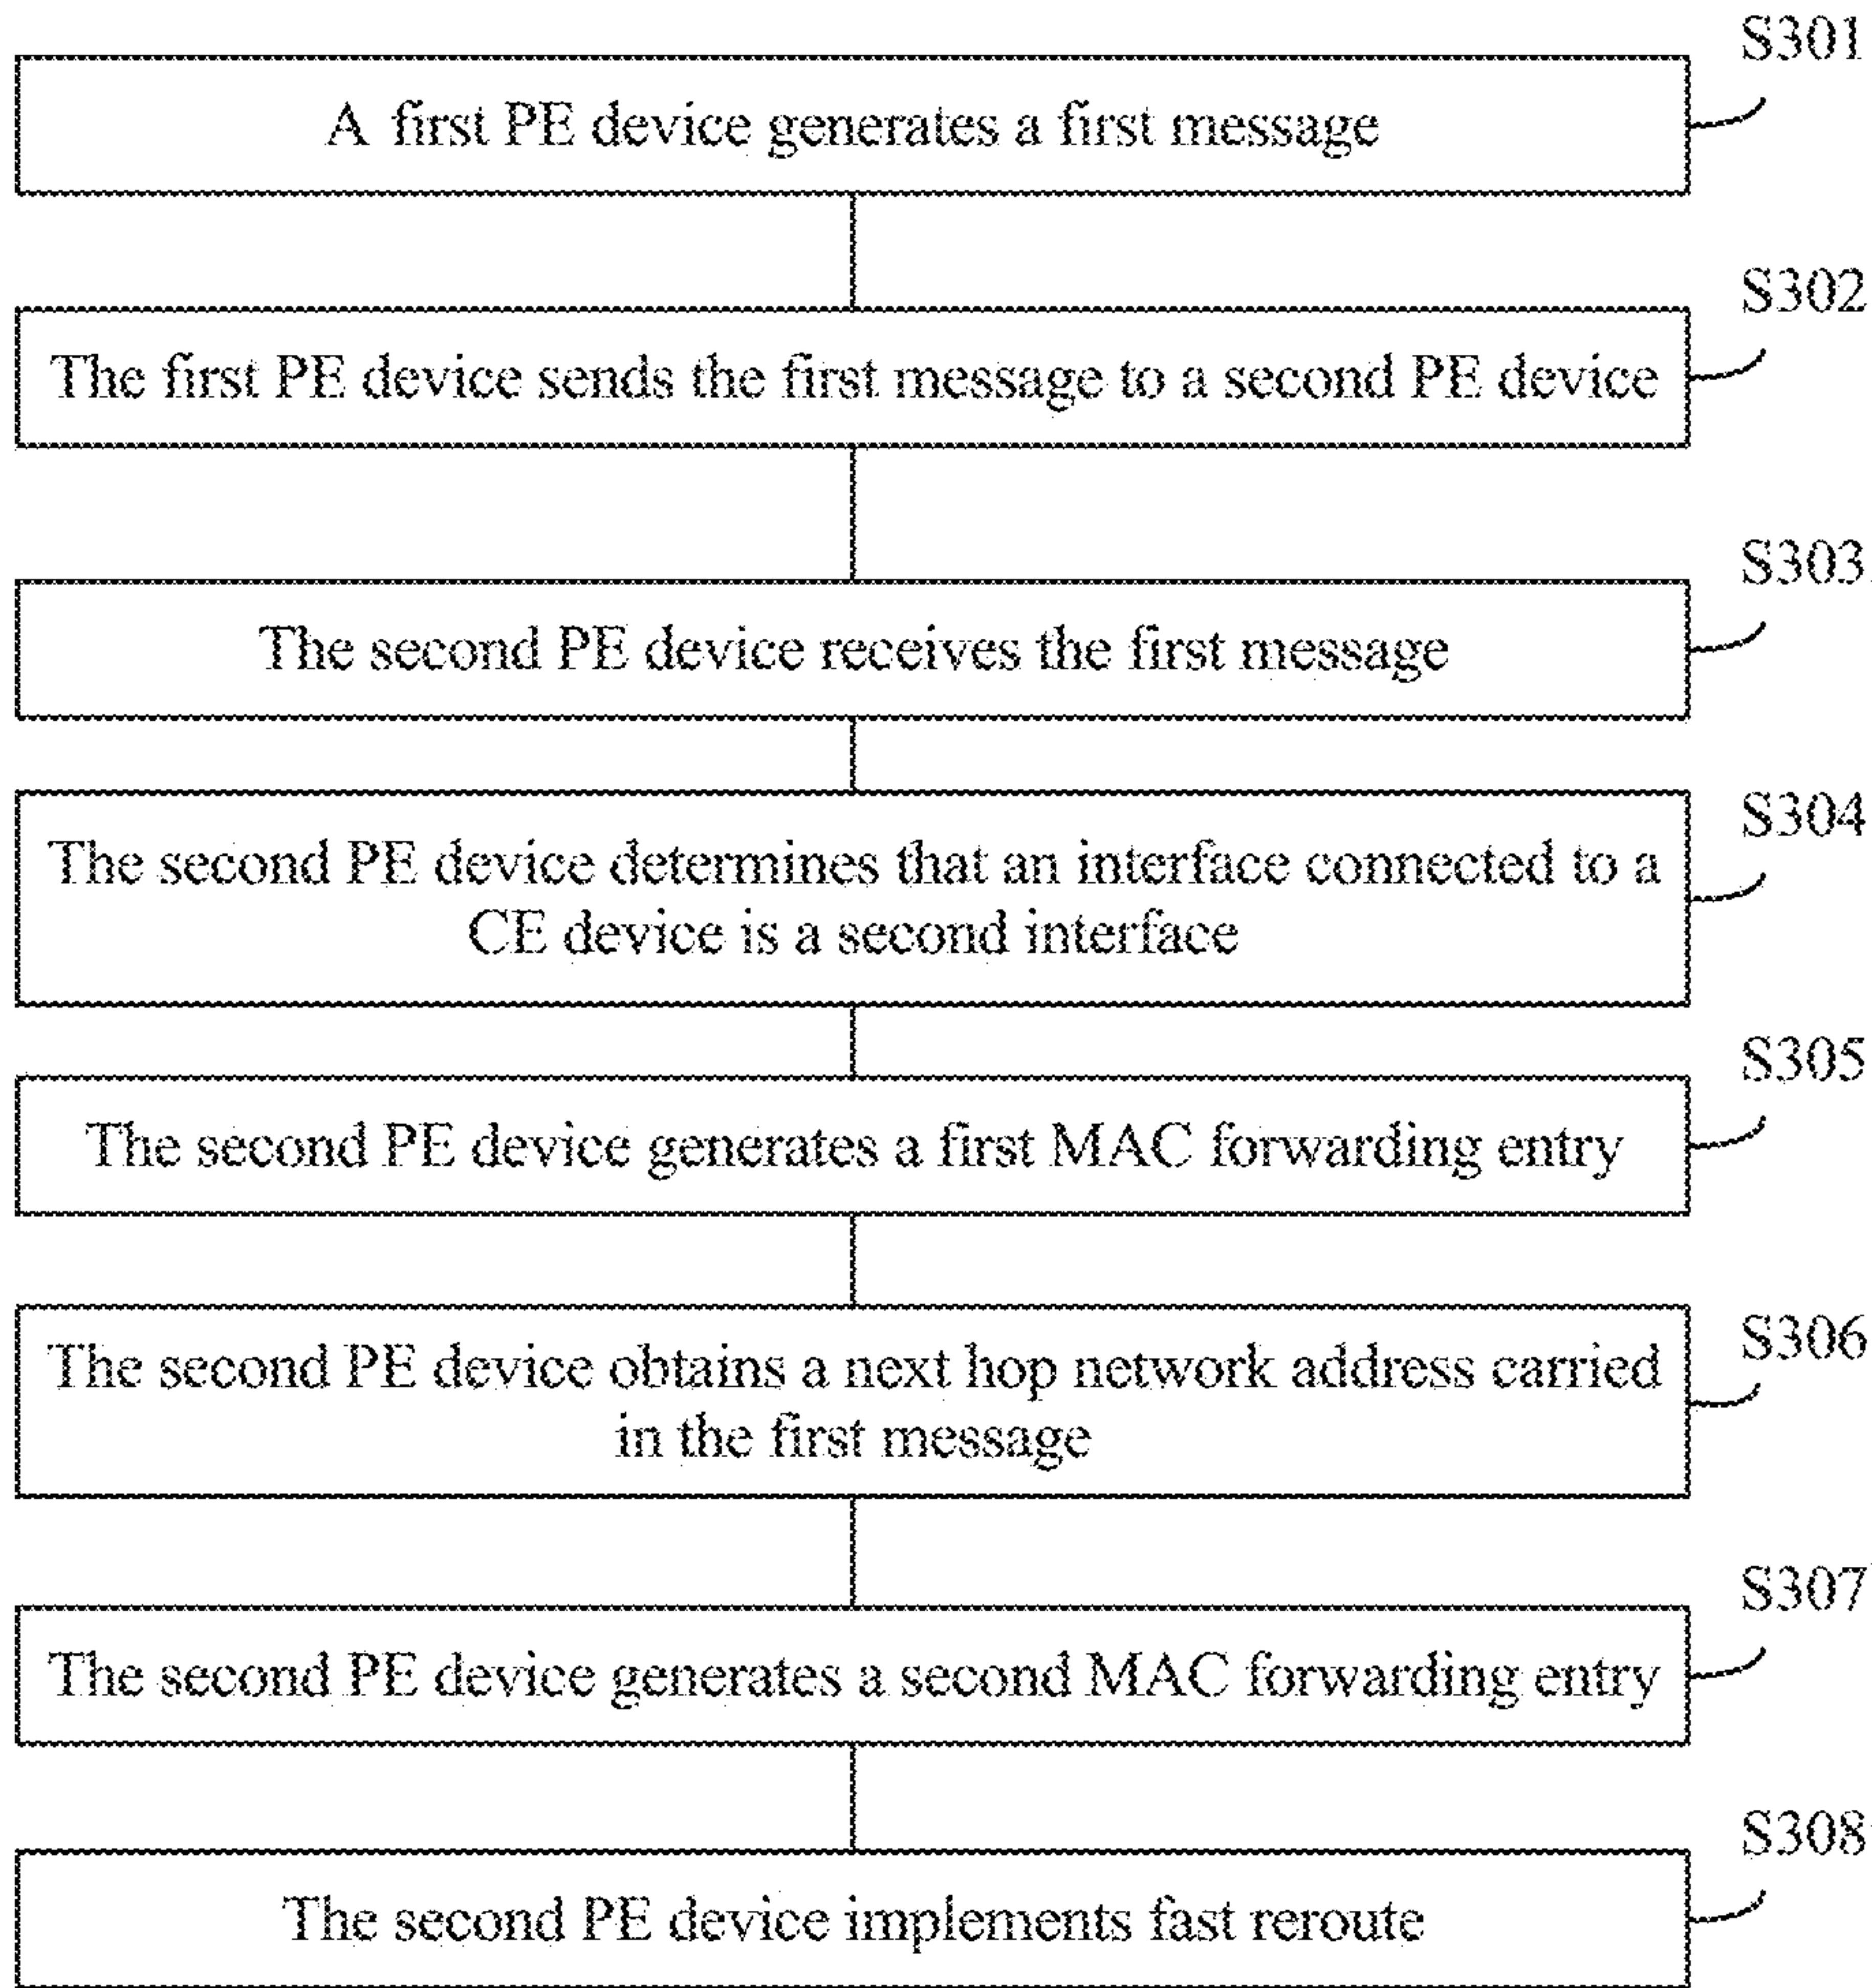 S301
A first PE device generates a first message
S302
The first PE device sends the first message to a second PE device
S303
The second PE device receives the first message
S304
The second PE device determines that an interface connected to a
CE device is a second interface
S305
The second PE device generates a first MAC forwarding entry
S306
The second PE device obtains a next hop network address carried
in the first message
S307
The second PE device generates a second MAC forwarding entry
S308
The second PE device implements fast reroute